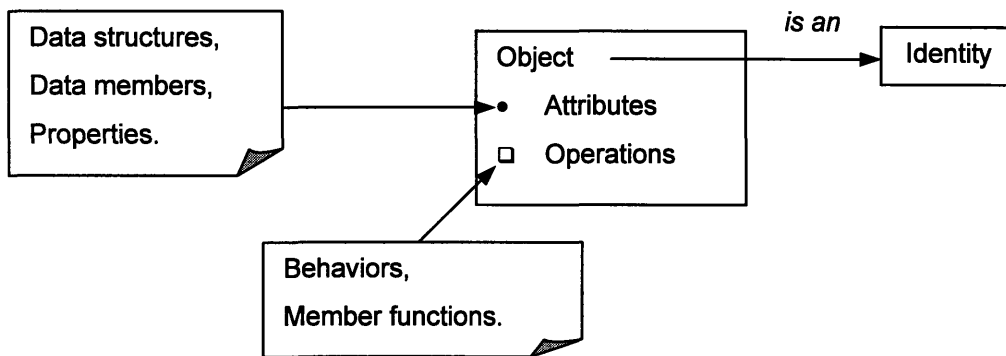 Data structures,
Data members,
Properties.
Object
Attributes
Operations
is an
Identity
Behaviors,
Member functions.